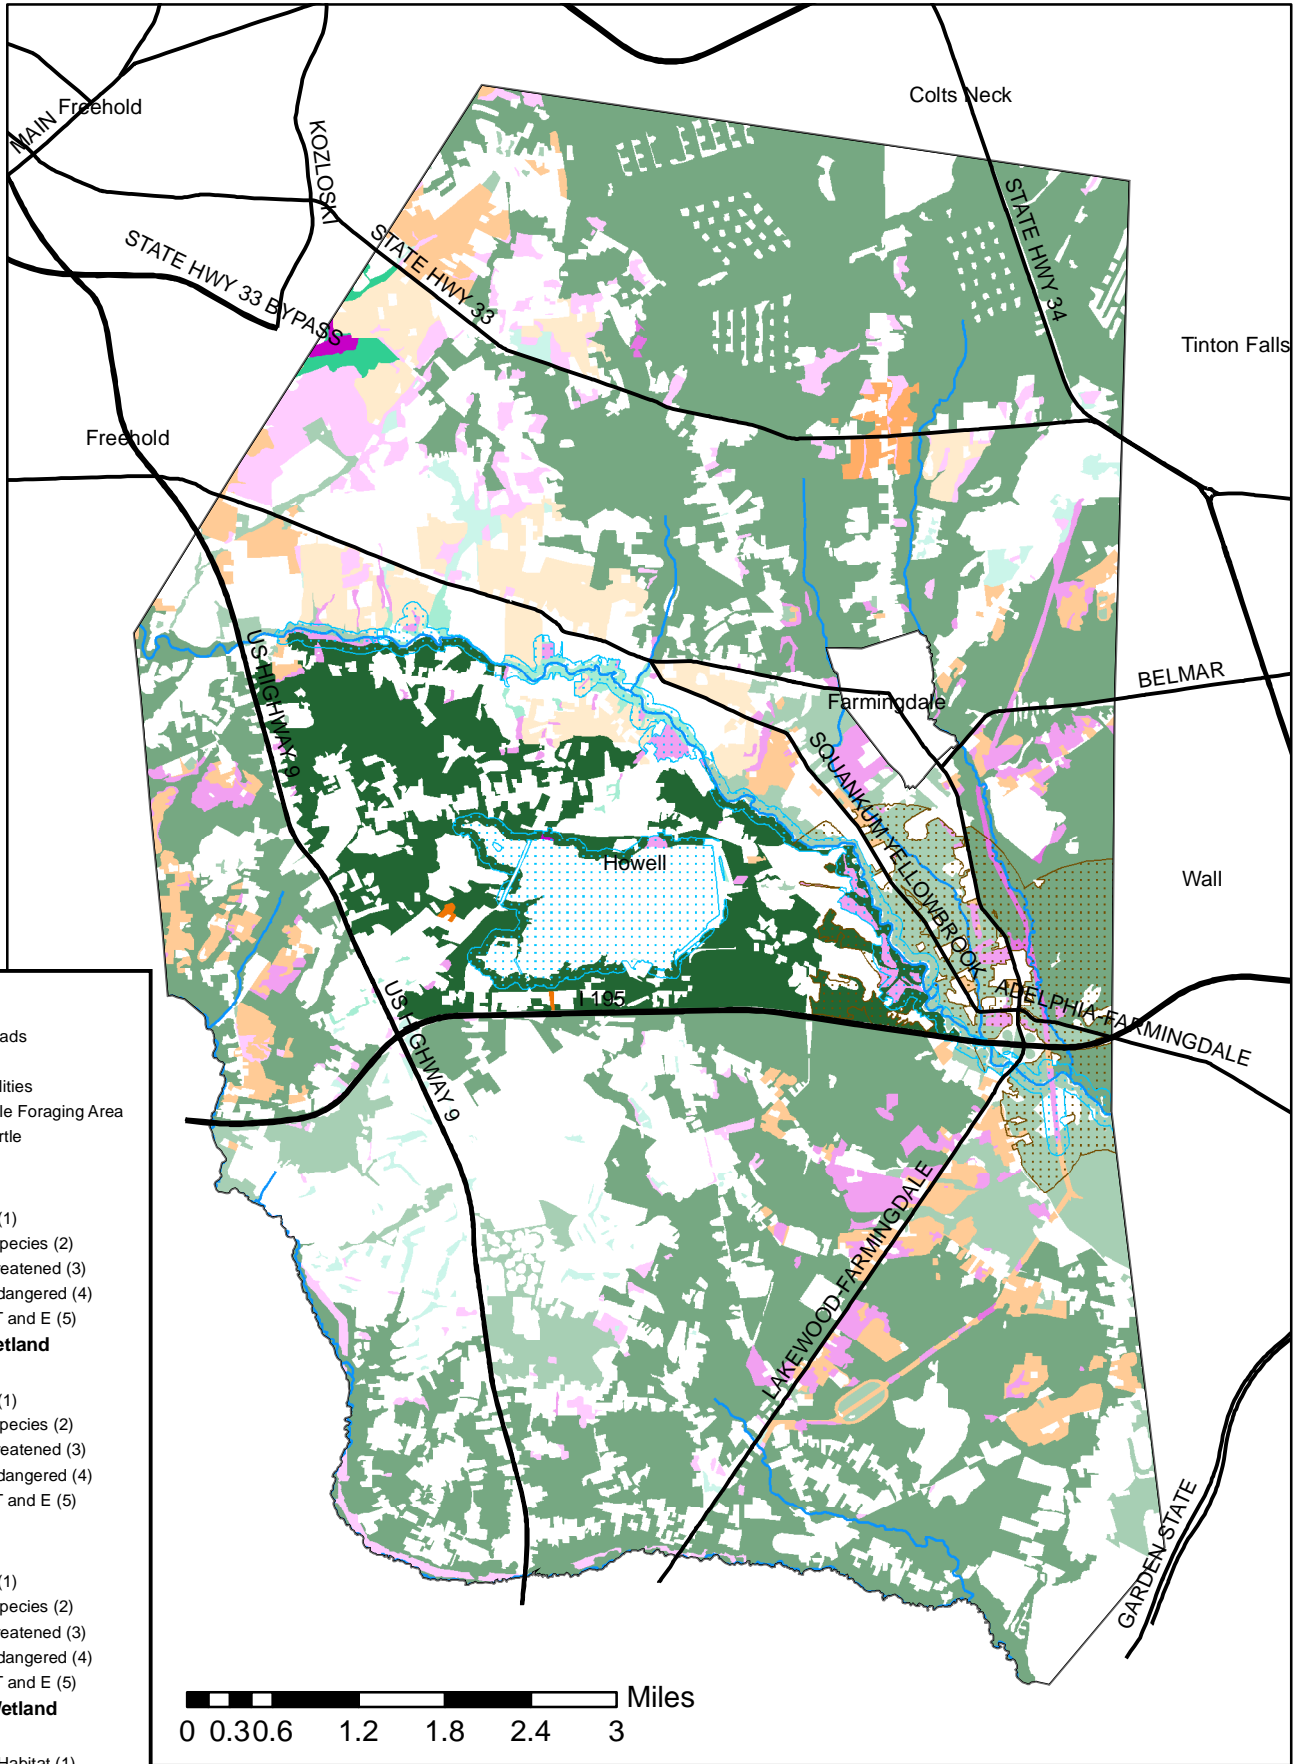 Freehold
MAIN
KOZLOSKI
Colts Neck
STATE HWY 34
STATE HWY 33
STATE HWY 33 BYPASS
Tinton Falls
Freehold
US HIGHWAY 9
BELMAR
Farmingdale
SQUANKUM-YELLOWBROOK
Howell
Wall
I 195
ADELPHIA-FARMINGDALE
US HIGHWAY 9
LAKEWOOD-FARMINGDALE
GARDEN STATE
ads
lities
le Foraging Area
rtle
(1)
pecies (2)
reatened (3)
dangered (4)
T and E (5)
etland
(1)
pecies (2)
reatened (3)
dangered (4)
T and E (5)
(1)
pecies (2)
reatened (3)
dangered (4)
T and E (5)
Wetland
Habitat (1)
Miles
0 0.3 0.6 1.2 1.8 2.4 3